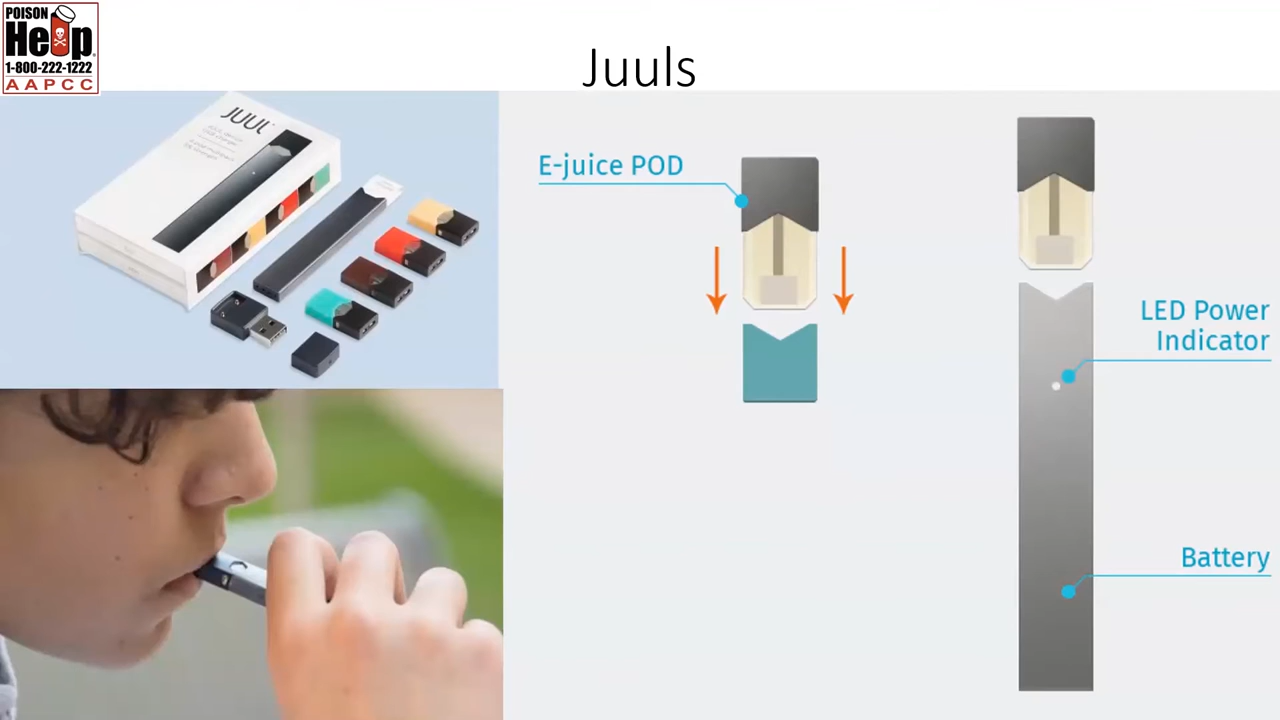 POISON
Help
1-800-222-1222
AAPCC
Juuls
JUUL
E-juice POD
LED Power
Indicator
Battery